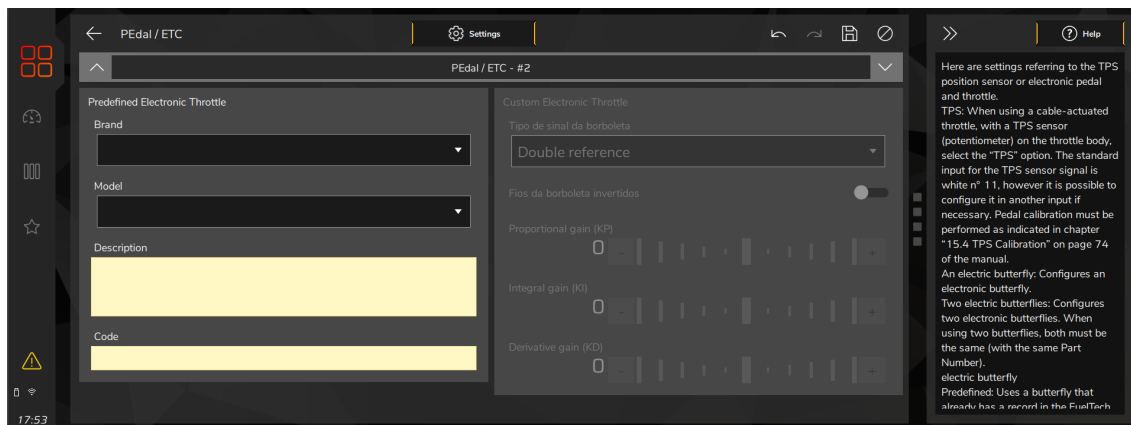 PEdal / ETC
Settings
Help
PEdal / ETC - #2
Predefined Electronic Throttle
Brand
Model
Description
Code
Custom Electronic Throttle
Tipo de sinal da borboleta
Double reference
Fios da borboleta invertidos
Proportional gain (KP)
0
-
+
Integral gain (KI)
0
-
+
Derivative gain (KD)
0
-
+
Here are settings referring to the TPS
position sensor or electronic pedal
and throttle.
TPS: When using a cable-actuated
throttle, with a TPS sensor
(potentiometer) on the throttle body,
select the “TPS” option. The standard
input for the TPS sensor signal is
white n° 11, however it is possible to
configure it in another input if
necessary. Pedal calibration must be
performed as indicated in chapter
“15.4 TPS Calibration” on page 74
of the manual.
An electric butterfly: Configures an
electronic butterfly.
Two electric butterflies: Configures
two electronic butterflies. When
using two butterflies, both must be
the same (with the same Part
Number).
electric butterfly
Predefined: Uses a butterfly that
already has a record in the FuelTech
17:53